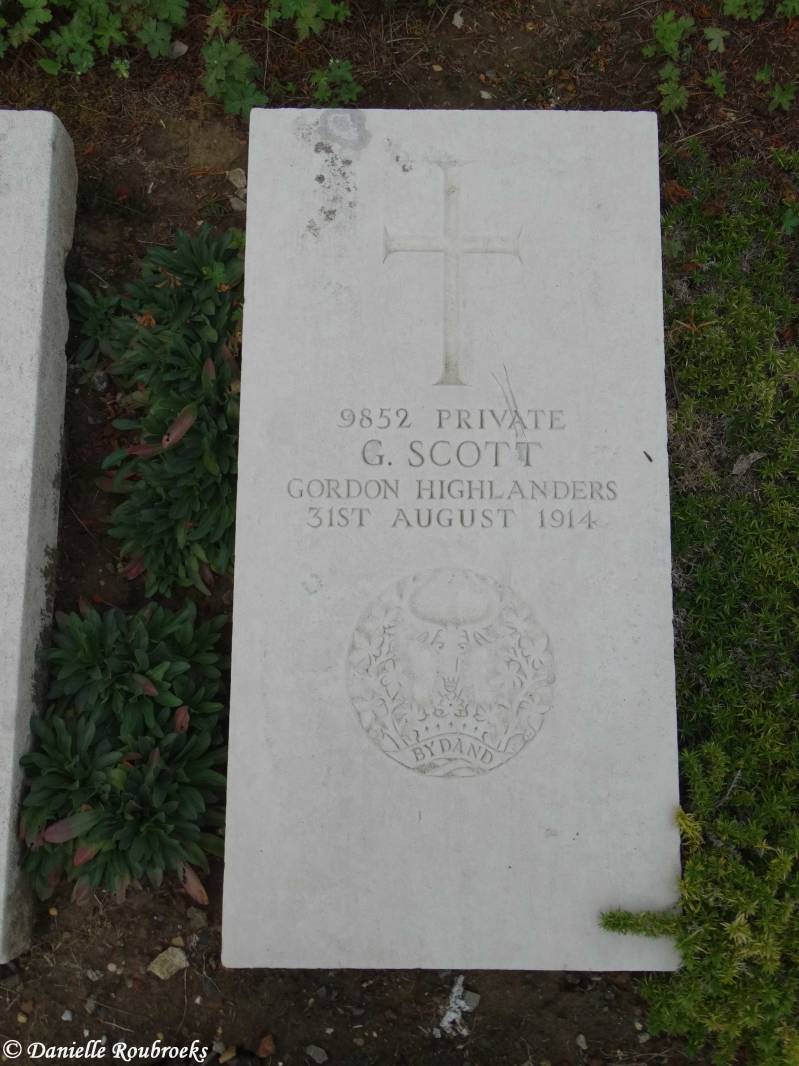 9852 PRIVATE
G. SCOTT
GORDON HIGHLANDERS
31ST AUGUST 1914
BYDAND
© Danielle Roubroeks